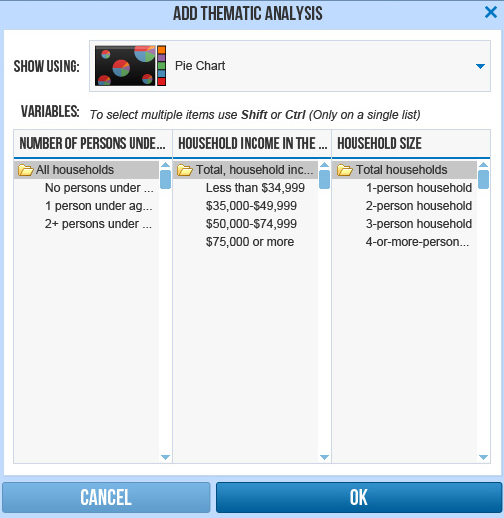 ADD THEMATIC ANALYSIS
SHOW USING:
Pie Chart
VARIABLES:
To select multiple items use Shift or Ctrl (Only on a single list)
NUMBER OF PERSONS UNDE...
All households
No persons under ...
1 person under ag...
2+ persons under ...
HOUSEHOLD INCOME IN THE ...
Total, household inc...
Less than $34,999
$35,000-$49,999
$50,000-$74,999
$75,000 or more
HOUSEHOLD SIZE
Total households
1-person household
2-person household
3-person household
4-or-more-person...
CANCEL
OK